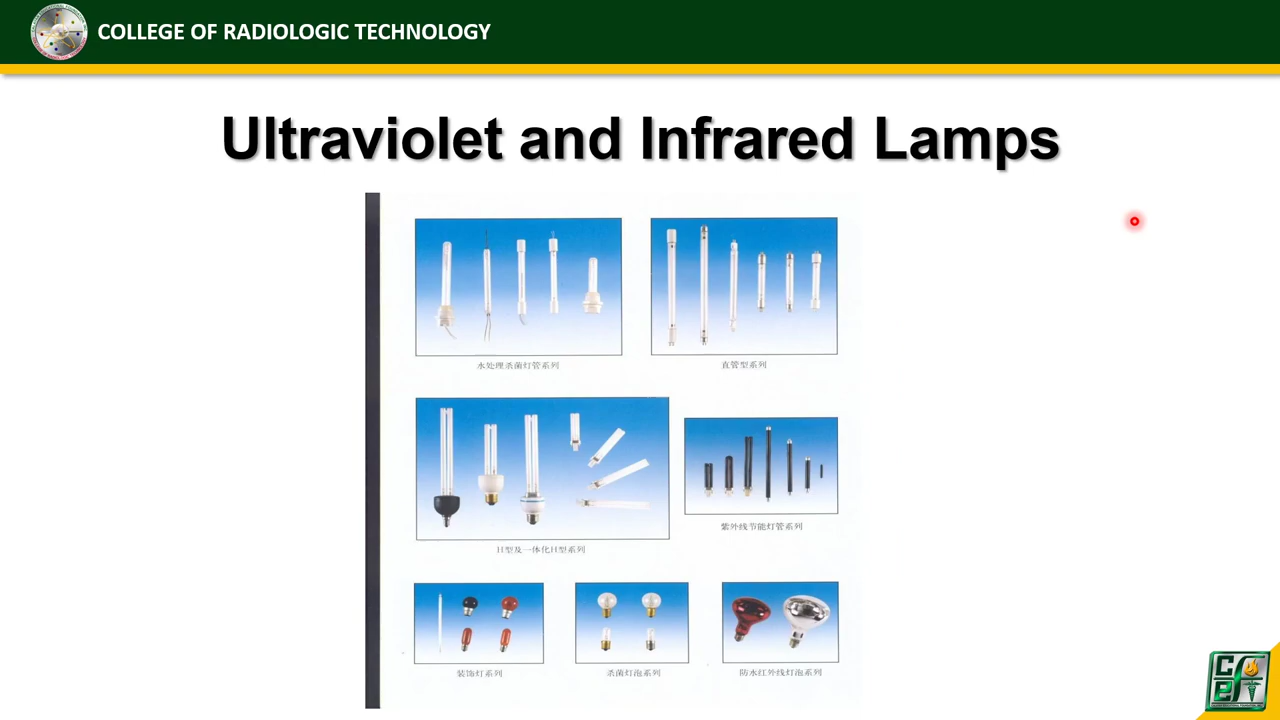 COLLEGE OF RADIOLOGIC TECHNOLOGY
Ultraviolet and Infrared Lamps
水处理杀菌灯管系列
直管型系列
H型及一体化H型系列
紫外线节能灯管系列
装饰灯系列
杀菌灯泡系列
防水红外线灯泡系列